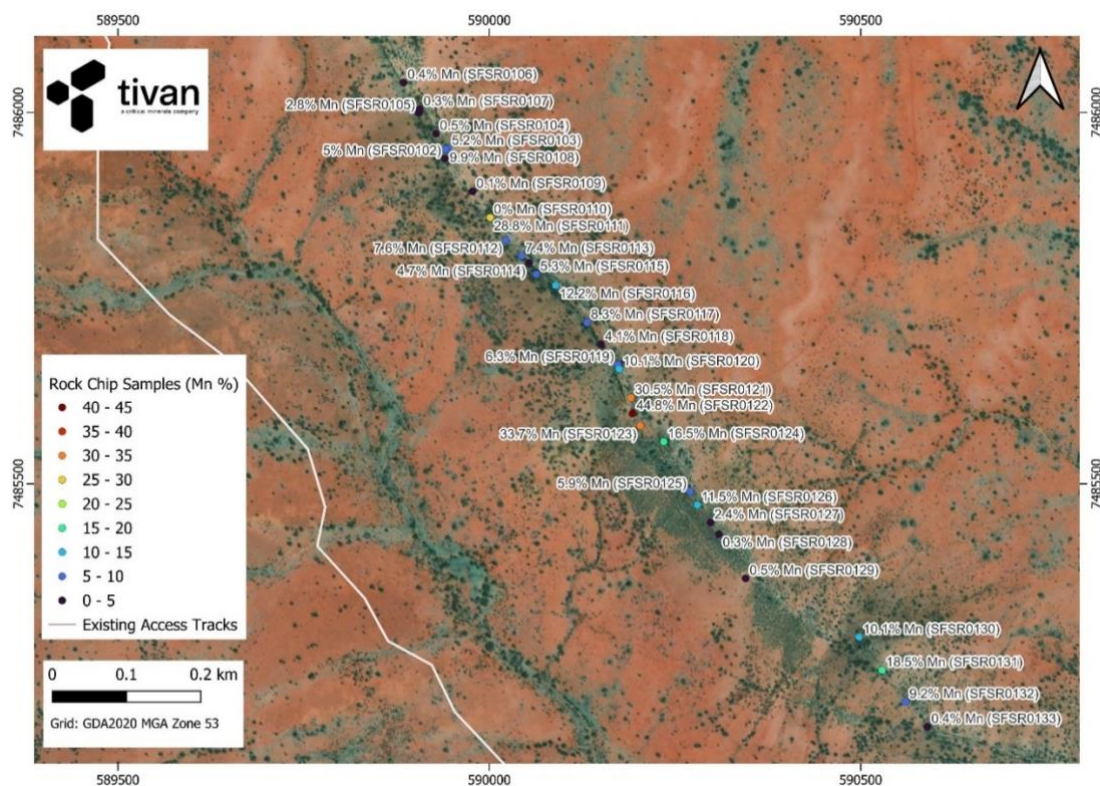 589500 590000 590500
tivan
a critical minerals company
7486000
7486000
0.4% Mn (SFSR0106)
2.8% Mn (SFSR0105)
0.3% Mn (SFSR0107)
0.5% Mn (SFSR0104)
5.2% Mn (SFSR0103)
5% Mn (SFSR0102)
9.9% Mn (SFSR0108)
0.1% Mn (SFSR0109)
0% Mn (SFSR0110)
28.8% Mn (SFSR0111)
7.6% Mn (SFSR0112)
7.4% Mn (SFSR0113)
4.7% Mn (SFSR0114)
5.3% Mn (SFSR0115)
12.2% Mn (SFSR0116)
8.3% Mn (SFSR0117)
4.1% Mn (SFSR0118)
6.3% Mn (SFSR0119)
10.1% Mn (SFSR0120)
30.5% Mn (SFSR0121)
44.8% Mn (SFSR0122)
33.7% Mn (SFSR0123)
16.5% Mn (SFSR0124)
7485500
7485500
5.9% Mn (SFSR0125)
11.5% Mn (SFSR0126)
2.4% Mn (SFSR0127)
0.3% Mn (SFSR0128)
0.5% Mn (SFSR0129)
10.1% Mn (SFSR0130)
18.5% Mn (SFSR0131)
9.2% Mn (SFSR0132)
0.4% Mn (SFSR0133)
Rock Chip Samples (Mn %)
40 - 45
35 - 40
30 - 35
25 - 30
20 - 25
15 - 20
10 - 15
5 - 10
0 - 5
Existing Access Tracks
0 0.1 0.2 km
Grid: GDA2020 MGA Zone 53
589500 590000 590500